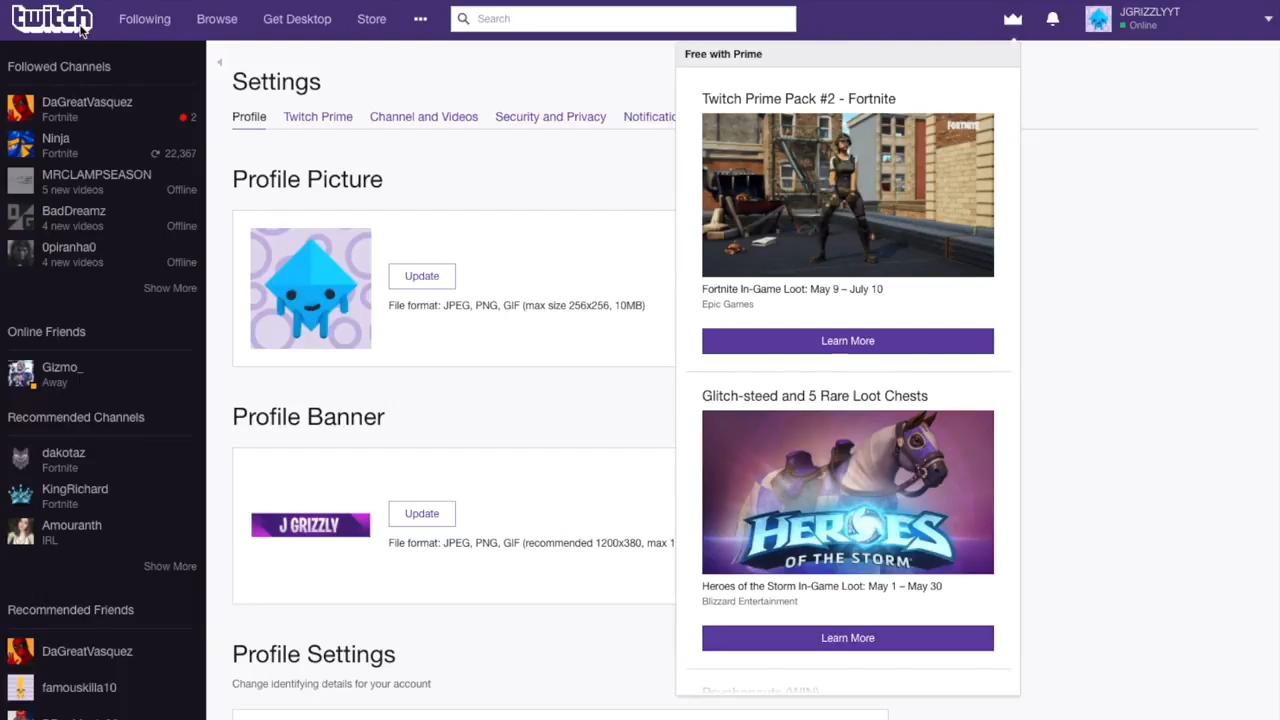 twitch
Following
Browse
Get Desktop
Store
Search
JGRIZZLYYT
Online
Followed Channels
DaGreatVasquez
Fortnite
2
Ninja
Fortnite
22,367
MRCLAMPSEASON
5 new videos
Offline
BadDreamz
4 new videos
Offline
0piranha0
4 new videos
Offline
Show More
Online Friends
Gizmo_
Away
Recommended Channels
dakotaz
Fortnite
KingRichard
Fortnite
Amouranth
IRL
Show More
Recommended Friends
DaGreatVasquez
famouskilla10
Settings
Profile
Twitch Prime
Channel and Videos
Security and Privacy
Notificatio
Profile Picture
Update
File format: JPEG, PNG, GIF (max size 256x256, 10MB)
Profile Banner
J GRIZZLY
Update
File format: JPEG, PNG, GIF (recommended 1200x380, max 1
Profile Settings
Change identifying details for your account
Free with Prime
Twitch Prime Pack #2 - Fortnite
FORTNITE
Fortnite In-Game Loot: May 9 – July 10
Epic Games
Learn More
Glitch-steed and 5 Rare Loot Chests
HEROES
OF THE STORM
Heroes of the Storm In-Game Loot: May 1 – May 30
Blizzard Entertainment
Learn More